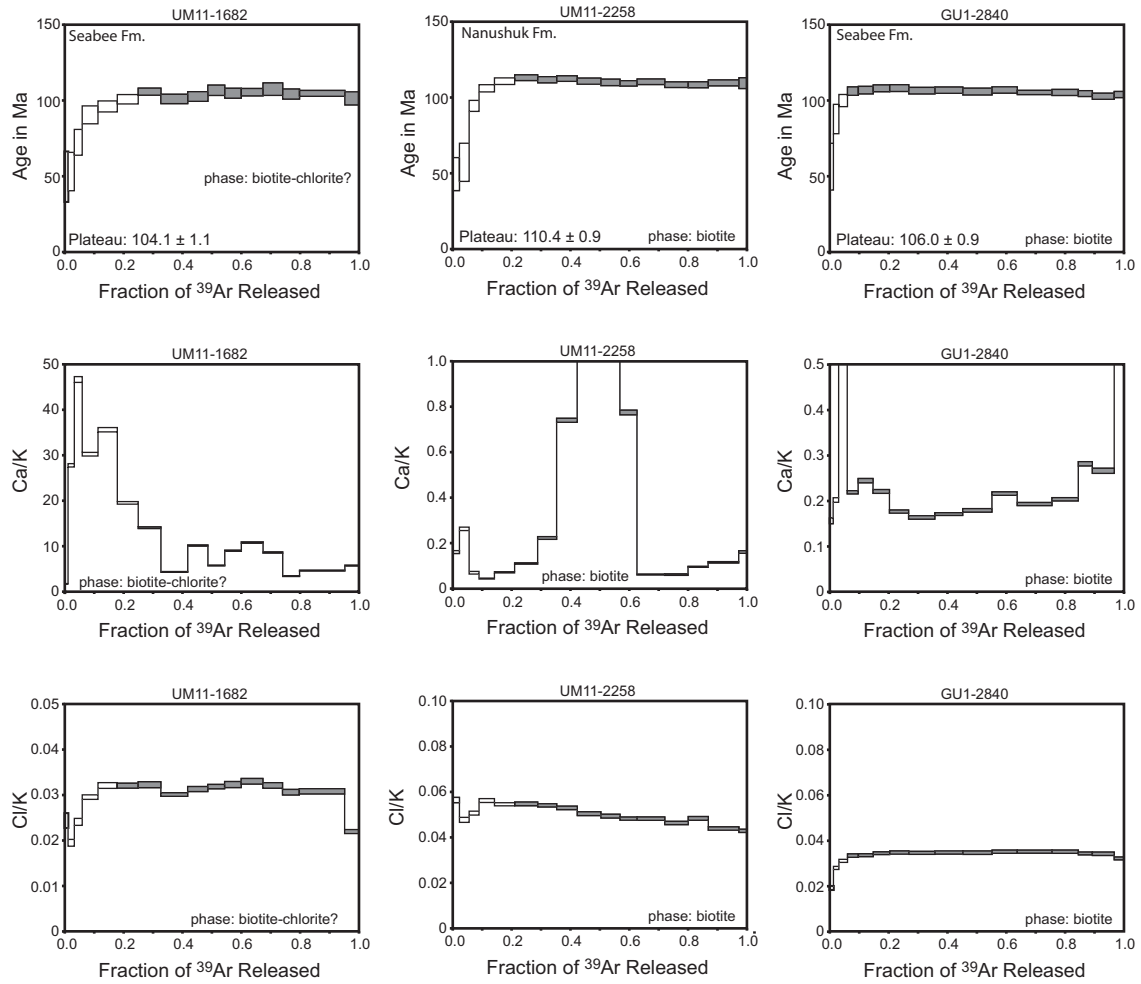 UM11-1682
150
100
50
0
Age in Ma
Seabee Fm.
phase: biotite-chlorite?
Plateau: 104.1 ± 1.1
0.0 0.2 0.4 0.6 0.8 1.0
Fraction of ³⁹Ar Released
UM11-2258
150
100
50
0
Age in Ma
Nanushuk Fm.
Plateau: 110.4 ± 0.9 phase: biotite
0.0 0.2 0.4 0.6 0.8 1.0
Fraction of ³⁹Ar Released
GU1-2840
150
100
50
0
Age in Ma
Seabee Fm.
Plateau: 106.0 ± 0.9 phase: biotite
0.0 0.2 0.4 0.6 0.8 1.0
Fraction of ³⁹Ar Released
UM11-1682
50
40
30
20
10
0
Ca/K
phase: biotite-chlorite?
0.0 0.2 0.4 0.6 0.8 1.0
Fraction of ³⁹Ar Released
UM11-2258
1.0
0.8
0.6
0.4
0.2
0
Ca/K
phase: biotite
0.0 0.2 0.4 0.6 0.8 1.0
Fraction of ³⁹Ar Released
GU1-2840
0.5
0.4
0.3
0.2
0.1
0
Ca/K
phase: biotite
0.0 0.2 0.4 0.6 0.8 1.0
Fraction of ³⁹Ar Released
UM11-1682
0.05
0.04
0.03
0.02
0.01
0
Cl/K
phase: biotite-chlorite?
0.0 0.2 0.4 0.6 0.8 1.0
Fraction of ³⁹Ar Released
UM11-2258
0.10
0.08
0.06
0.04
0.02
0
Cl/K
phase: biotite
0.0 0.2 0.4 0.6 0.8 1.0
Fraction of ³⁹Ar Released
GU1-2840
0.10
0.08
0.06
0.04
0.02
0
Cl/K
phase: biotite
0.0 0.2 0.4 0.6 0.8 1.0
Fraction of ³⁹Ar Released